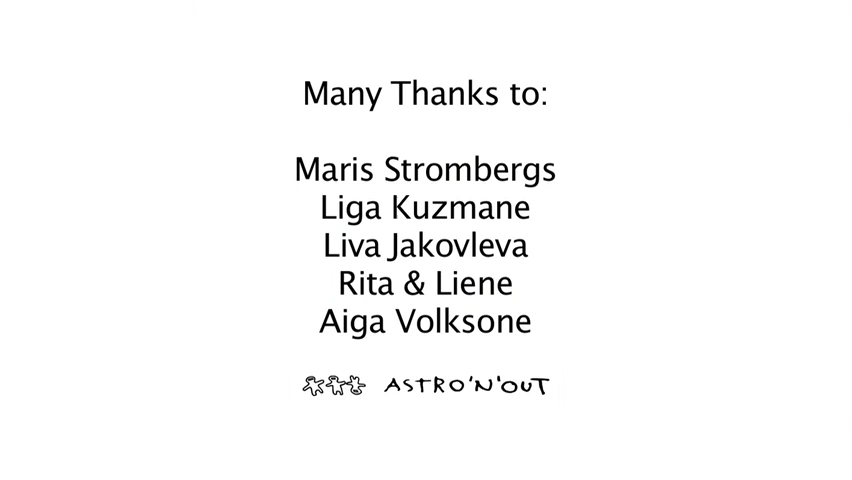 Many Thanks to:
Maris Strombergs
Liga Kuzmane
Liva Jakovleva
Rita & Liene
Aiga Volksone
ASTRO'N'OUT